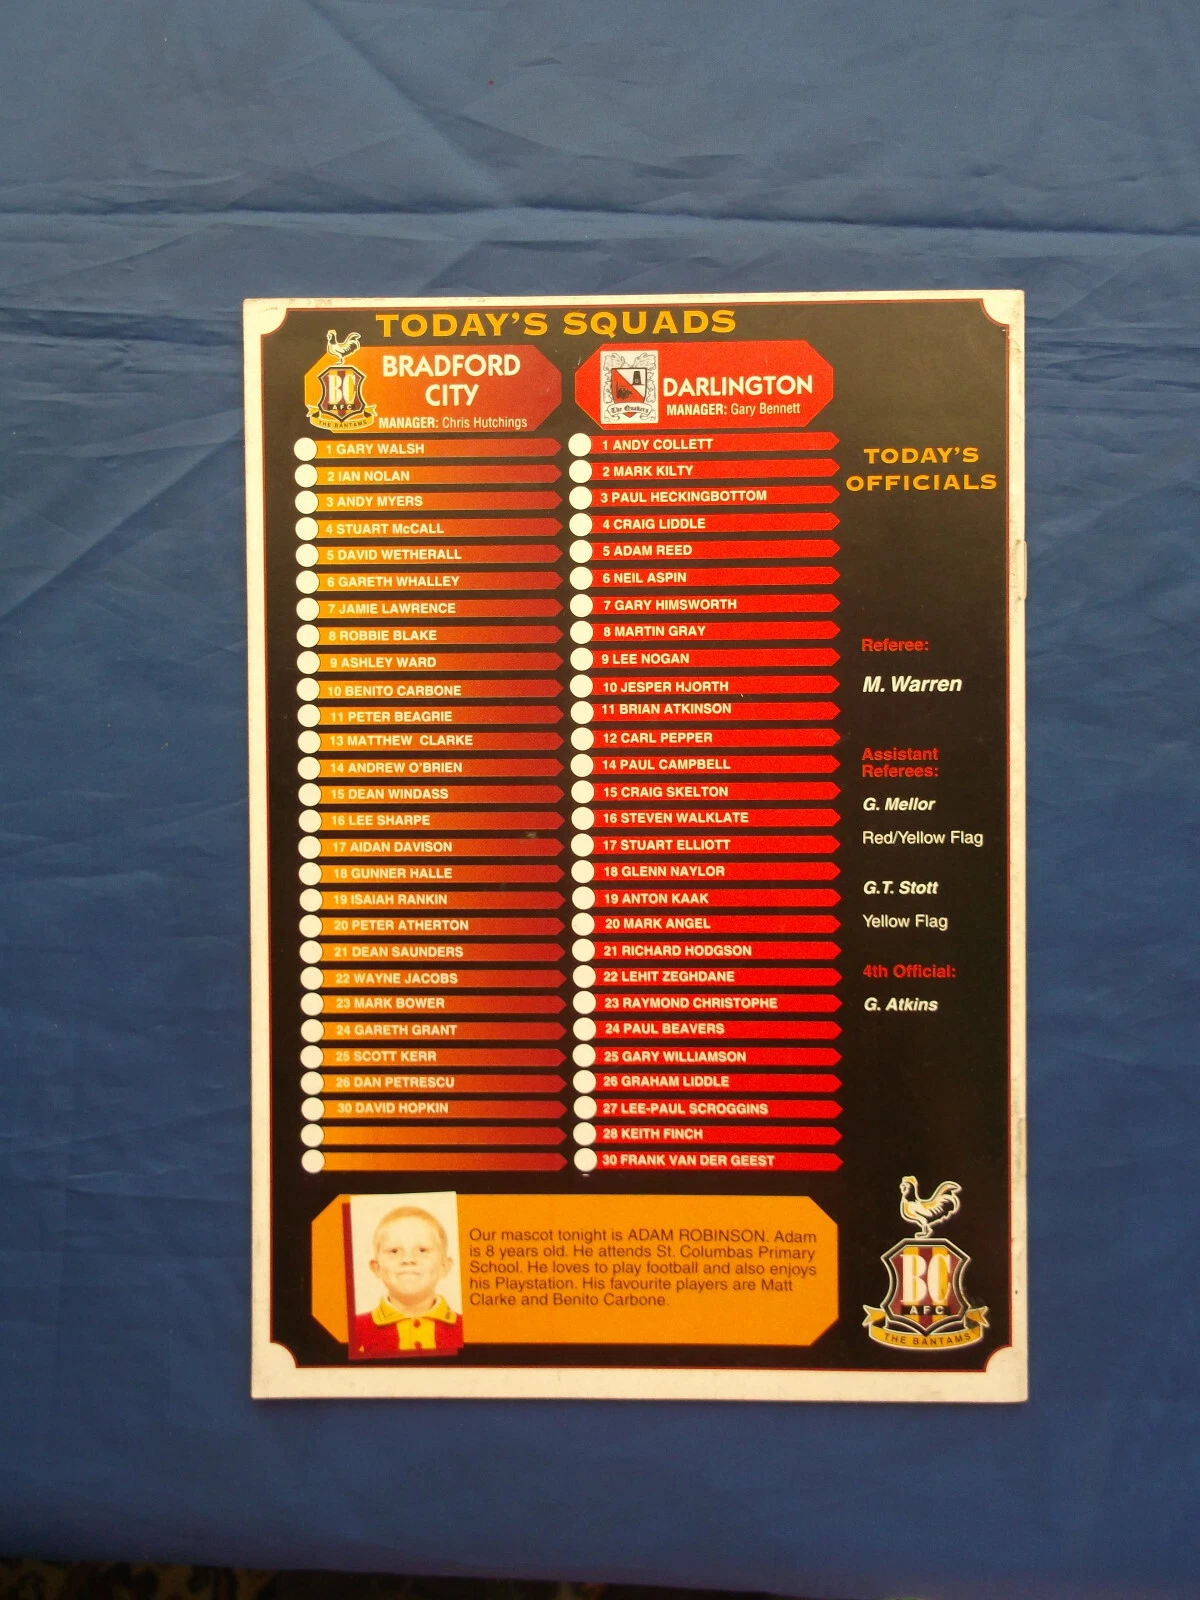 TODAY'S SQUADS
BC
AFC
THE BANTAMS
BRADFORD
CITY
MANAGER: Chris Hutchings
1 GARY WALSH
2 IAN NOLAN
3 ANDY MYERS
4 STUART McCALL
5 DAVID WETHERALL
6 GARETH WHALLEY
7 JAMIE LAWRENCE
8 ROBBIE BLAKE
9 ASHLEY WARD
10 BENITO CARBONE
11 PETER BEAGRIE
13 MATTHEW CLARKE
14 ANDREW O'BRIEN
15 DEAN WINDASS
16 LEE SHARPE
17 AIDAN DAVISON
18 GUNNER HALLE
19 ISAIAH RANKIN
20 PETER ATHERTON
21 DEAN SAUNDERS
22 WAYNE JACOBS
23 MARK BOWER
24 GARETH GRANT
25 SCOTT KERR
26 DAN PETRESCU
30 DAVID HOPKIN
The Quakers
DARLINGTON
MANAGER: Gary Bennett
1 ANDY COLLETT
2 MARK KILTY
3 PAUL HECKINGBOTTOM
4 CRAIG LIDDLE
5 ADAM REED
6 NEIL ASPIN
7 GARY HIMSWORTH
8 MARTIN GRAY
9 LEE NOGAN
10 JESPER HJORTH
11 BRIAN ATKINSON
12 CARL PEPPER
14 PAUL CAMPBELL
15 CRAIG SKELTON
16 STEVEN WALKLATE
17 STUART ELLIOTT
18 GLENN NAYLOR
19 ANTON KAAK
20 MARK ANGEL
21 RICHARD HODGSON
22 LEHIT ZEGHDANE
23 RAYMOND CHRISTOPHE
24 PAUL BEAVERS
25 GARY WILLIAMSON
26 GRAHAM LIDDLE
27 LEE-PAUL SCROGGINS
28 KEITH FINCH
30 FRANK VAN DER GEEST
TODAY'S
OFFICIALS
Referee:
M. Warren
Assistant
Referees:
G. Mellor
Red/Yellow Flag
G.T. Stott
Yellow Flag
4th Official:
G. Atkins
Our mascot tonight is ADAM ROBINSON. Adam
is 8 years old. He attends St. Columbas Primary
School. He loves to play football and also enjoys
his Playstation. His favourite players are Matt
Clarke and Benito Carbone.
BC
AFC
THE BANTAMS